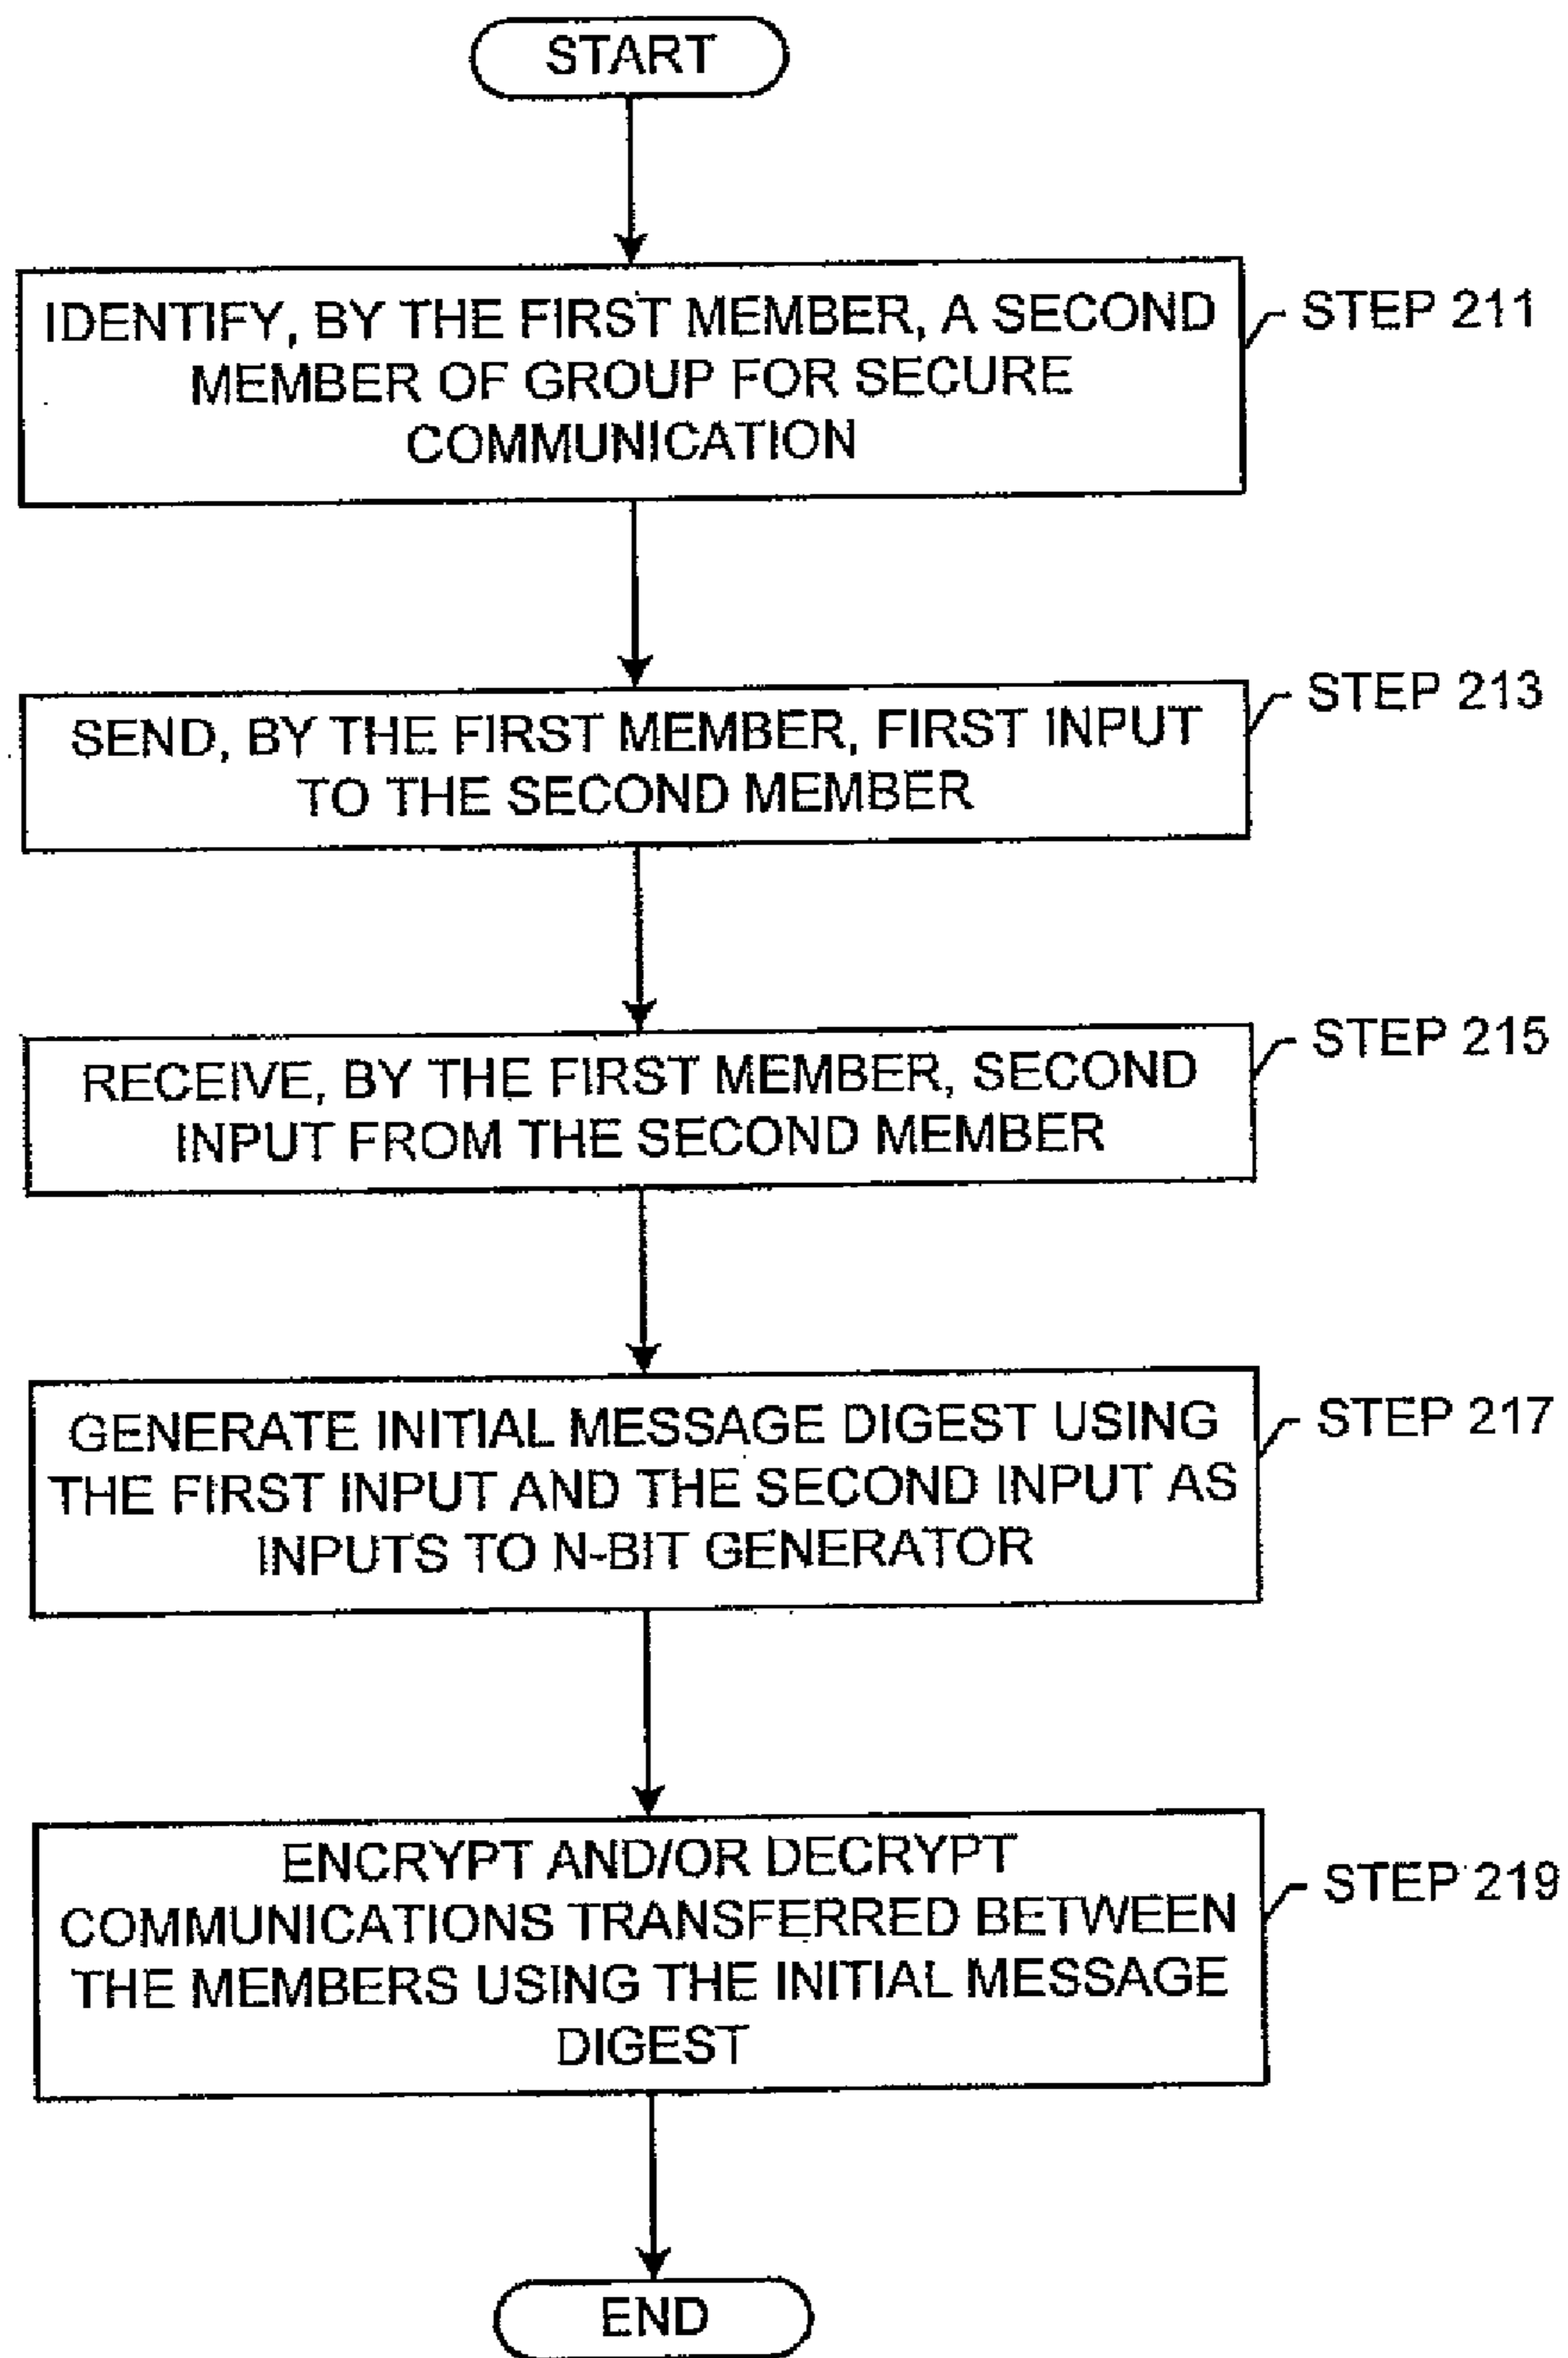 START
IDENTIFY, BY THE FIRST MEMBER, A SECOND
MEMBER OF GROUP FOR SECURE
COMMUNICATION
STEP 211
SEND, BY THE FIRST MEMBER, FIRST INPUT
TO THE SECOND MEMBER
STEP 213
RECEIVE, BY THE FIRST MEMBER, SECOND
INPUT FROM THE SECOND MEMBER
STEP 215
GENERATE INITIAL MESSAGE DIGEST USING
THE FIRST INPUT AND THE SECOND INPUT AS
INPUTS TO N-BIT GENERATOR
STEP 217
ENCRYPT AND/OR DECRYPT
COMMUNICATIONS TRANSFERRED BETWEEN
THE MEMBERS USING THE INITIAL MESSAGE
DIGEST
STEP 219
END